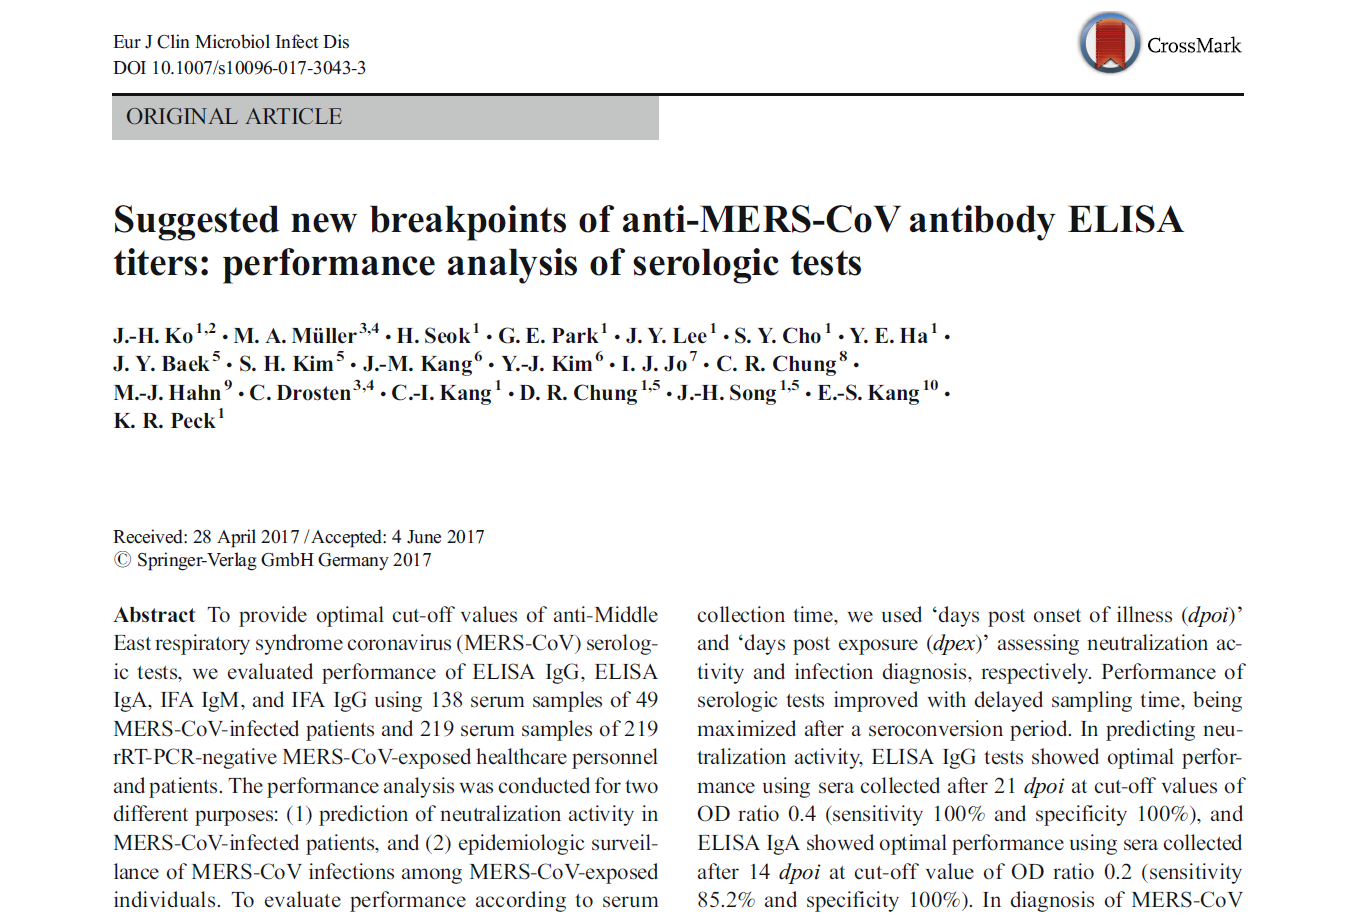 Eur J Clin Microbiol Infect Dis
DOI 10.1007/s10096-017-3043-3
CrossMark
ORIGINAL ARTICLE
Suggested new breakpoints of anti-MERS-CoV antibody ELISA
titers: performance analysis of serologic tests
J.-H. Ko 1,2 • M. A. Müller 3,4 • H. Seok 1 • G. E. Park 1 • J. Y. Lee 1 • S. Y. Cho 1 • Y. E. Ha 1 •
J. Y. Baek 5 • S. H. Kim 5 • J.-M. Kang 6 • Y.-J. Kim 6 • I. J. Jo 7 • C. R. Chung 8 •
M.-J. Hahn 9 • C. Drosten 3,4 • C.-I. Kang 1 • D. R. Chung 1,5 • J.-H. Song 1,5 • E.-S. Kang 10 •
K. R. Peck 1
Received: 28 April 2017 / Accepted: 4 June 2017
© Springer-Verlag GmbH Germany 2017
Abstract To provide optimal cut-off values of anti-Middle
East respiratory syndrome coronavirus (MERS-CoV) serolog-
ic tests, we evaluated performance of ELISA IgG, ELISA
IgA, IFA IgM, and IFA IgG using 138 serum samples of 49
MERS-CoV-infected patients and 219 serum samples of 219
rRT-PCR-negative MERS-CoV-exposed healthcare personnel
and patients. The performance analysis was conducted for two
different purposes: (1) prediction of neutralization activity in
MERS-CoV-infected patients, and (2) epidemiologic surveil-
lance of MERS-CoV infections among MERS-CoV-exposed
individuals. To evaluate performance according to serum
collection time, we used ‘days post onset of illness (dpoi)’
and ‘days post exposure (dpex)’ assessing neutralization ac-
tivity and infection diagnosis, respectively. Performance of
serologic tests improved with delayed sampling time, being
maximized after a seroconversion period. In predicting neu-
tralization activity, ELISA IgG tests showed optimal perfor-
mance using sera collected after 21 dpoi at cut-off values of
OD ratio 0.4 (sensitivity 100% and specificity 100%), and
ELISA IgA showed optimal performance using sera collected
after 14 dpoi at cut-off value of OD ratio 0.2 (sensitivity
85.2% and specificity 100%). In diagnosis of MERS-CoV